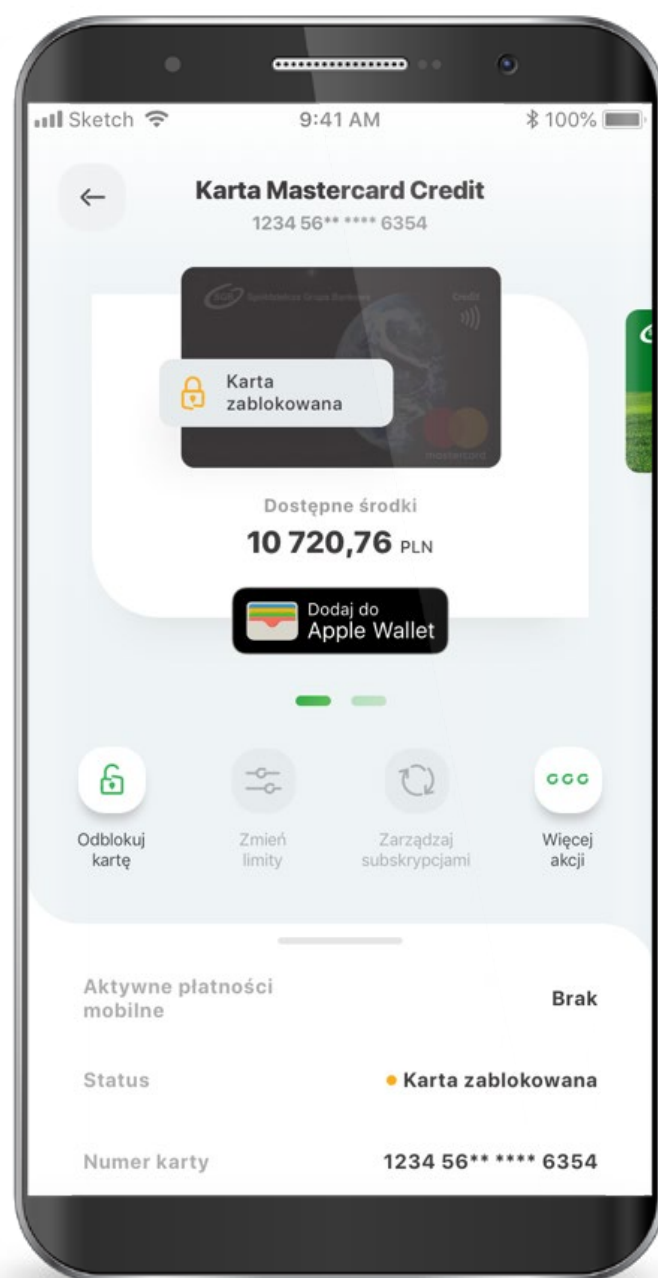 Sketch 9:41 AM 100%
Karta Mastercard Credit
1234 56** **** 6354
SGB Spółdzielcza Grupa Bankowa Credit
Karta
zablokowana
mastercard
Dostępne środki
10 720,76 PLN
Dodaj do
Apple Wallet
Odblokuj
kartę
Zmień
limity
Zarządzaj
subskrypcjami
Więcej
akcji
Aktywne płatności
mobilne
Brak
Status
Karta zablokowana
Numer karty
1234 56** **** 6354